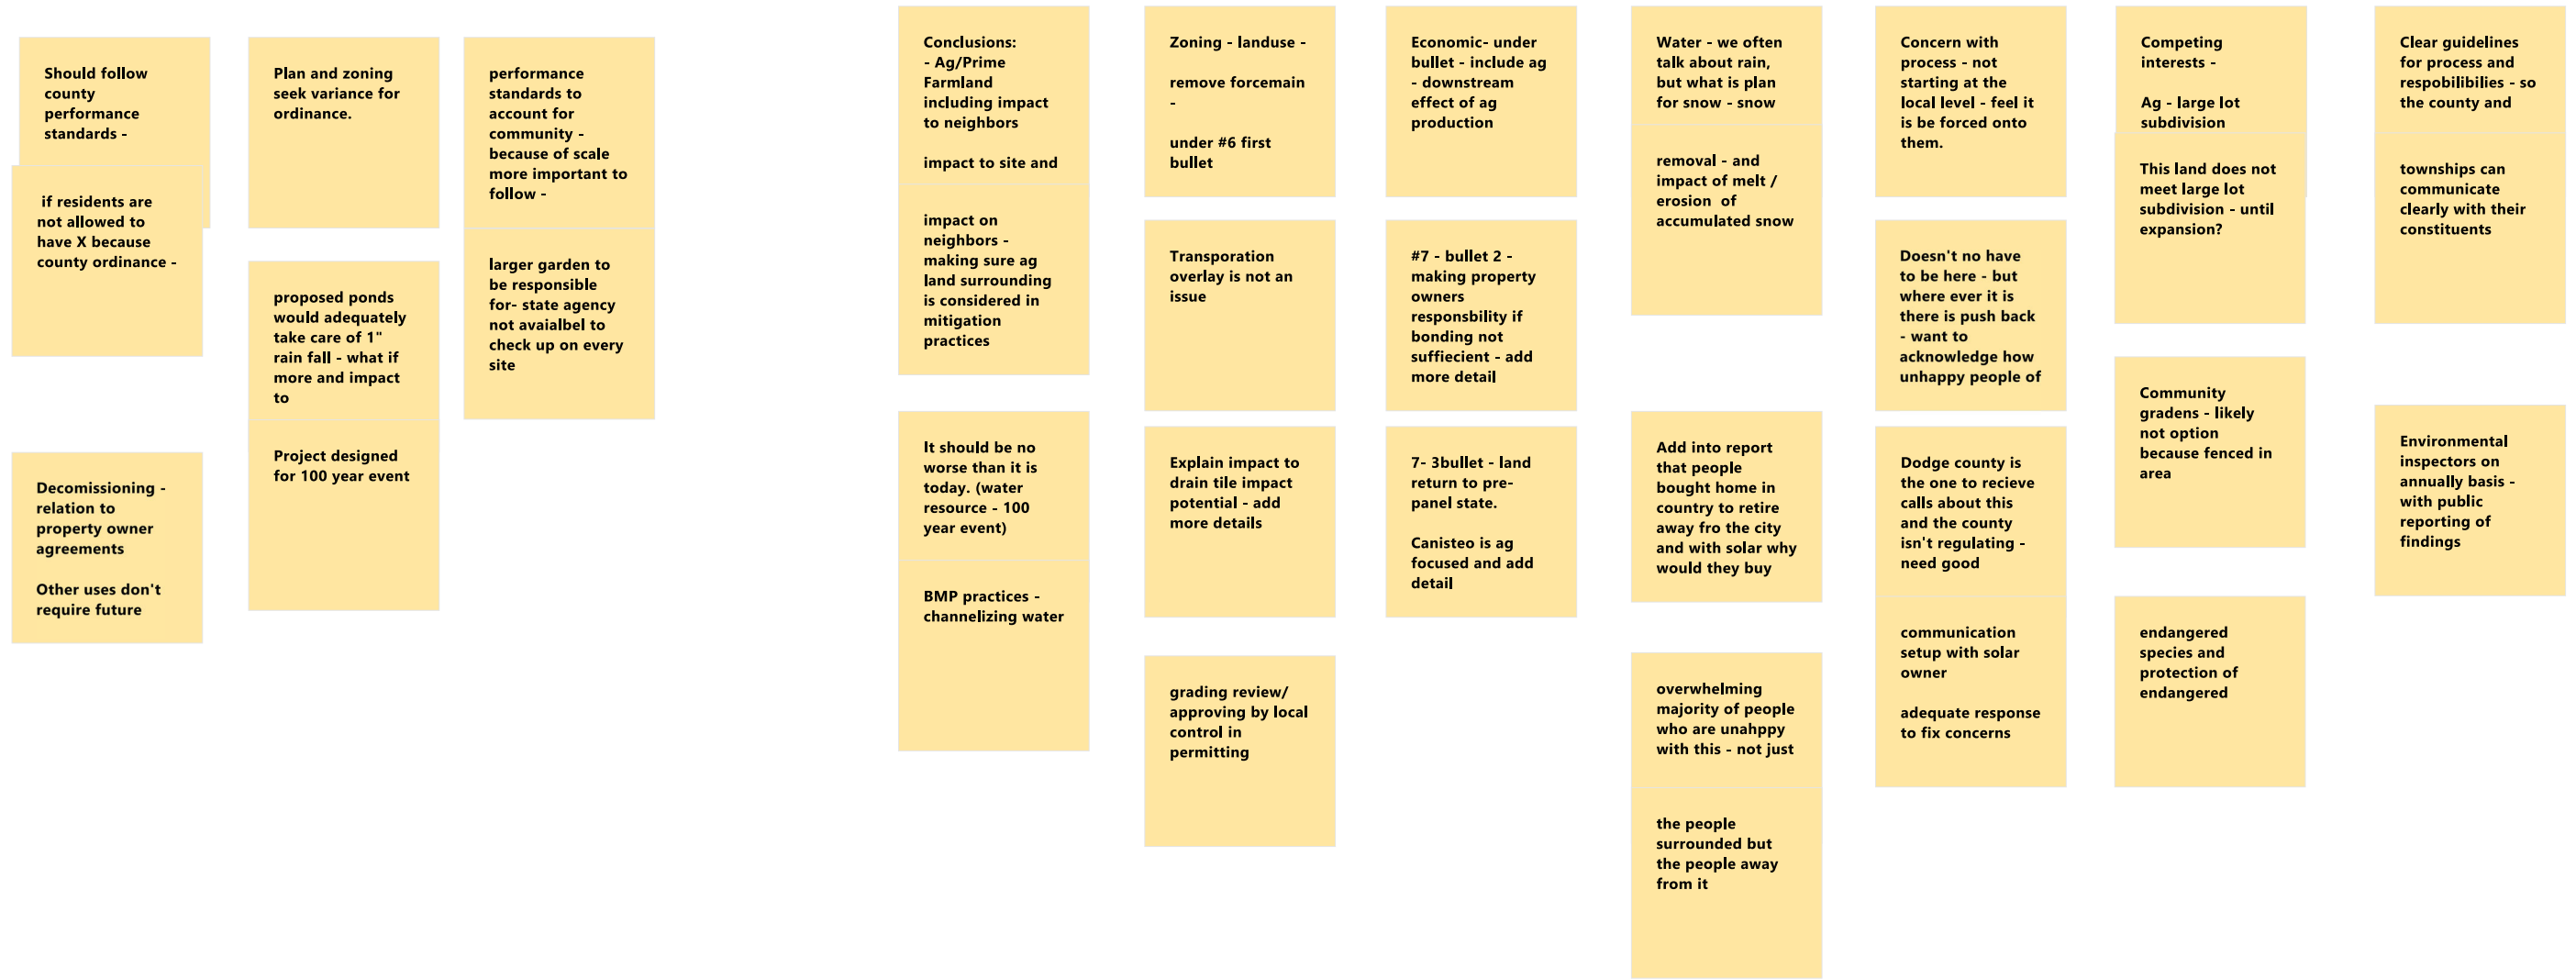 Should follow
county
performance
standards -
if residents are
not allowed to
have X because
county ordinance -
Decomissioning -
relation to
property owner
agreements
Other uses don't
require future
Plan and zoning
seek variance for
ordinance.
proposed ponds
would adequately
take care of 1"
rain fall - what if
more and impact
to
Project designed
for 100 year event
performance
standards to
account for
community -
because of scale
more important to
follow -
larger garden to
be responsible
for- state agency
not avaialbel to
check up on every
site
Conclusions:
- Ag/Prime
Farmland
including impact
to neighbors
impact to site and
impact on
neighbors -
making sure ag
land surrounding
is considered in
mitigation
practices
It should be no
worse than it is
today. (water
resource - 100
year event)
BMP practices -
channelizing water
Zoning - landuse -
remove forcemain
-
under #6 first
bullet
Transporation
overlay is not an
issue
Explain impact to
drain tile impact
potential - add
more details
grading review/
approving by local
control in
permitting
Economic- under
bullet - include ag
- downstream
effect of ag
production
#7 - bullet 2 -
making property
owners
responsbility if
bonding not
suffiecient - add
more detail
7- 3bullet - land
return to pre-
panel state.
Canisteo is ag
focused and add
detail
Water - we often
talk about rain,
but what is plan
for snow - snow
removal - and
impact of melt /
erosion  of
accumulated snow
Add into report
that people
bought home in
country to retire
away fro the city
and with solar why
would they buy
overwhelming
majority of people
who are unahppy
with this - not just
the people
surrounded but
the people away
from it
Concern with
process - not
starting at the
local level - feel it
is be forced onto
them.
Doesn't no have
to be here - but
where ever it is
there is push back
- want to
acknowledge how
unhappy people of
Dodge county is
the one to recieve
calls about this
and the county
isn't regulating -
need good
communication
setup with solar
owner
adequate response
to fix concerns
Competing
interests -
Ag - large lot
subdivision
This land does not
meet large lot
subdivision - until
expansion?
Community
gradens - likely
not option
because fenced in
area
endangered
species and
protection of
endangered
Clear guidelines
for process and
respobilibilies - so
the county and
townships can
communicate
clearly with their
constituents
Environmental
inspectors on
annually basis -
with public
reporting of
findings